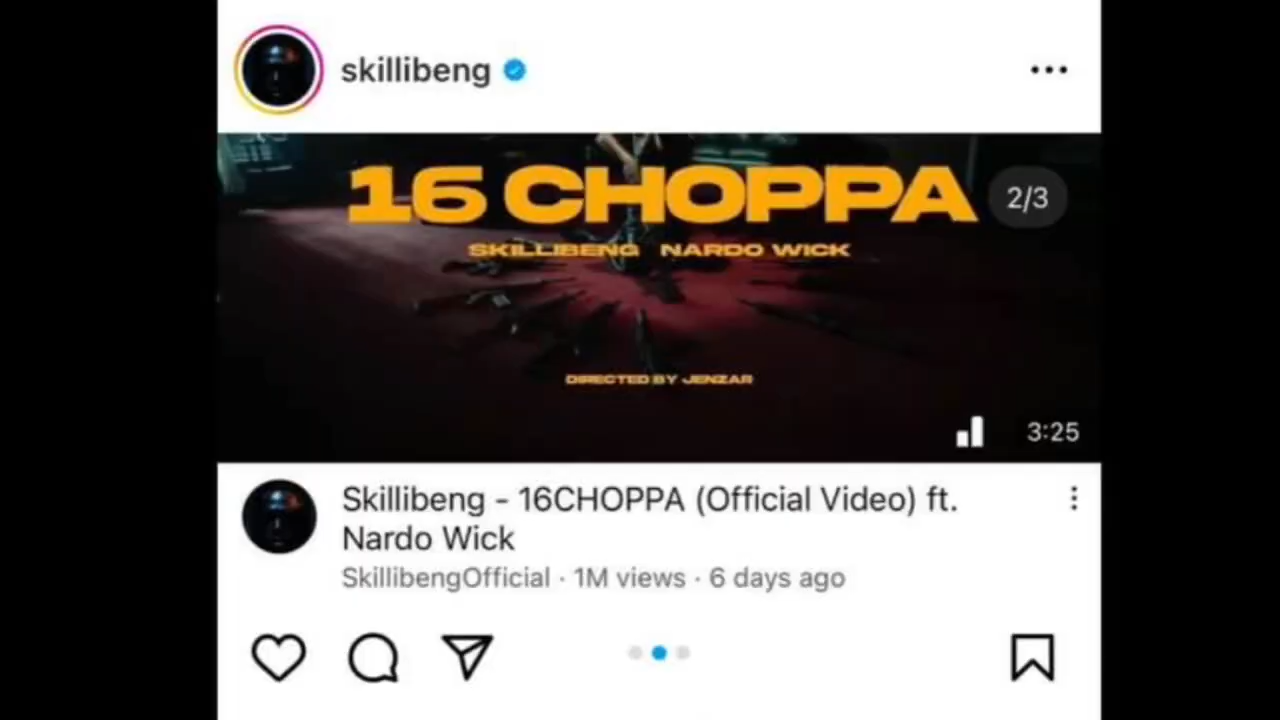 skillibeng
16 CHOPPA
2/3
SKILLIBENG NARDO WICK
DIRECTED BY JENZAR
3:25
Skillibeng - 16CHOPPA (Official Video) ft.
Nardo Wick
SkillibengOfficial · 1M views · 6 days ago